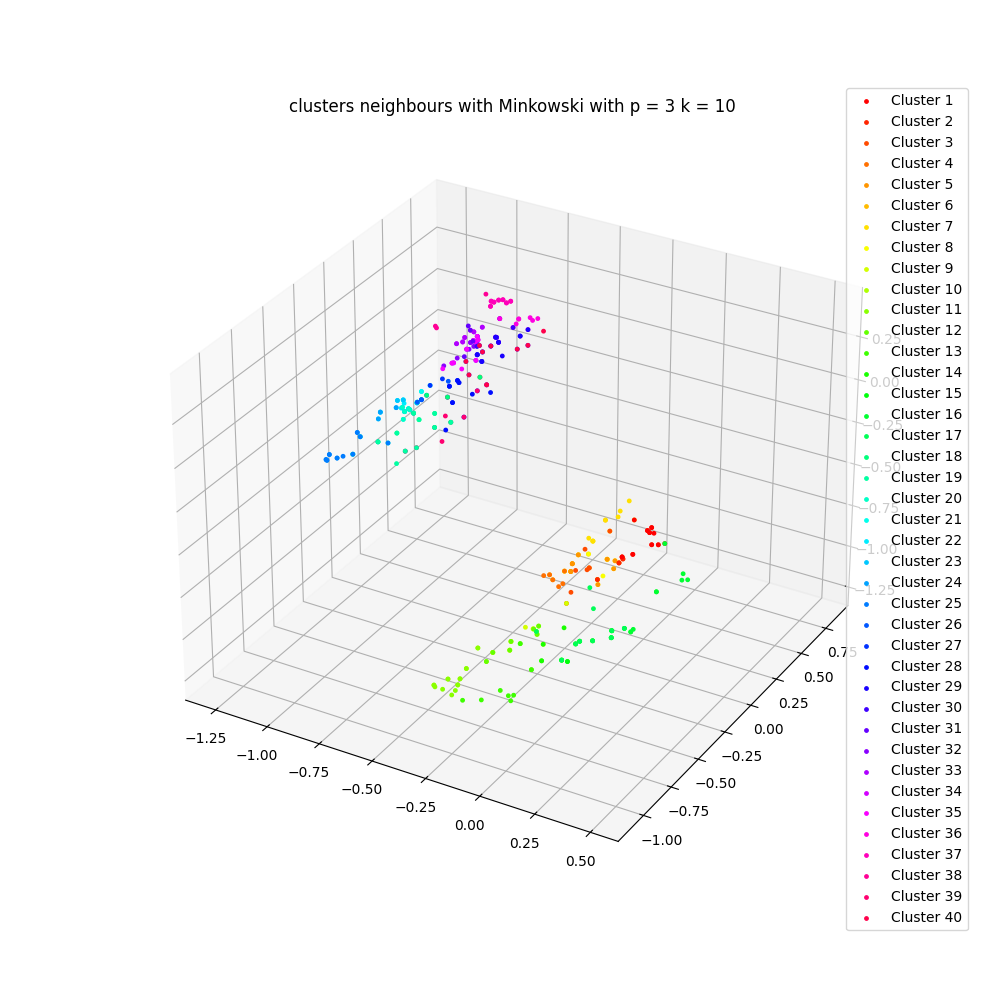 clusters neighbours with Minkowski with p = 3 k = 10
Cluster 1
Cluster 2
Cluster 3
Cluster 4
Cluster 5
Cluster 6
Cluster 7
Cluster 8
Cluster 9
Cluster 10
Cluster 11
Cluster 12
Cluster 13
Cluster 14
Cluster 15
Cluster 16
Cluster 17
Cluster 18
Cluster 19
Cluster 20
Cluster 21
Cluster 22
Cluster 23
Cluster 24
Cluster 25
Cluster 26
Cluster 27
Cluster 28
Cluster 29
Cluster 30
Cluster 31
Cluster 32
Cluster 33
Cluster 34
Cluster 35
Cluster 36
Cluster 37
Cluster 38
Cluster 39
Cluster 40
0.25
0.00
−0.25
−0.50
−0.75
−1.00
−1.25
0.75
0.50
0.25
0.00
−0.25
−0.50
−0.75
−1.00
−1.25
−1.00
−0.75
−0.50
−0.25
0.00
0.25
0.50